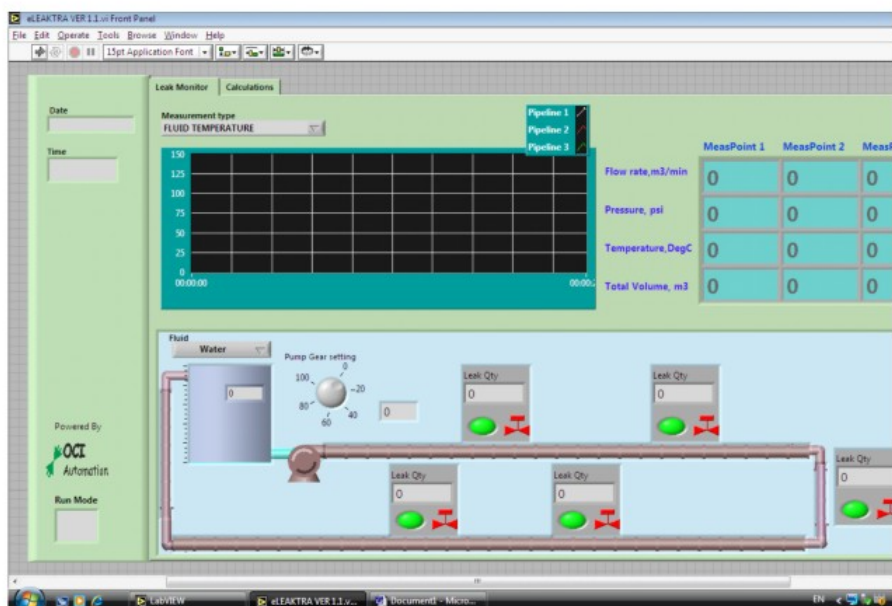 eLEAKTRA VER 1.1.vi Front Panel
File Edit Operate Tools Browse Window Help
15pt Application Font
Leak Monitor Calculations
Date
Time
Measurement type
FLUID TEMPERATURE
Pipeline 1
Pipeline 2
Pipeline 3
150
125
100
75
50
25
0
00:00:00
MeasPoint 1 MeasPoint 2
Flow rate,m3/min 0 0 0
Pressure, psi 0 0 0
Temperature,DegC 0 0 0
Total Volume, m3 0 0 0
Fluid
Water
0
Pump Gear setting
0
20
40
60
80
100
0
Leak Qty
0
Leak Qty
0
Leak Qty
0
Leak Qty
0
Leak Qty
0
Powered By
OCI
Automation
Run Mode
LabVIEW
eLEAKTRA VER 1.1.v...
Document1 - Micro...
EN